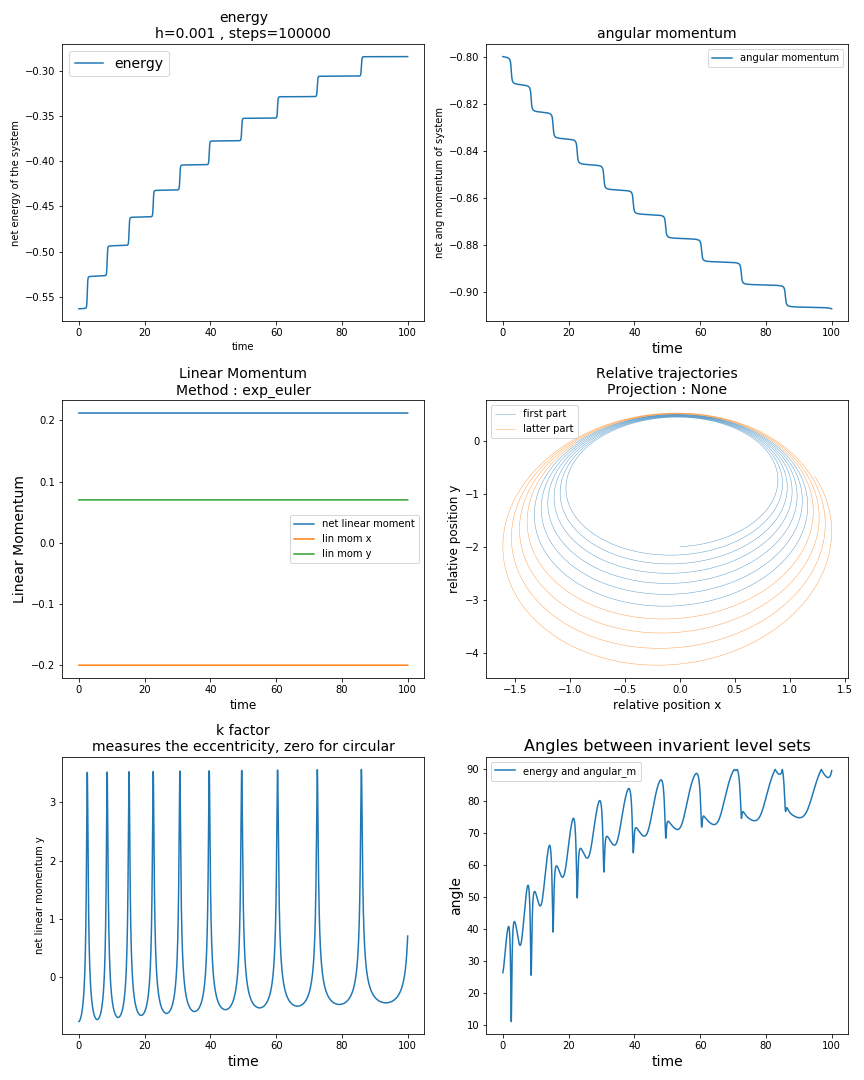 energy
h=0.001 , steps=100000
energy
net energy of the system
−0.30
−0.35
−0.40
−0.45
−0.50
−0.55
0
20
40
60
80
100
time
angular momentum
angular momentum
net ang momentum of system
−0.80
−0.82
−0.84
−0.86
−0.88
−0.90
0
20
40
60
80
100
time
Linear Momentum
Method : exp_euler
Linear Momentum
0.2
0.1
0.0
−0.1
−0.2
net linear moment
lin mom x
lin mom y
0
20
40
60
80
100
time
Relative trajectories
Projection : None
first part
latter part
relative position y
0
−1
−2
−3
−4
−1.5
−1.0
−0.5
0.0
0.5
1.0
1.5
relative position x
k factor
measures the eccentricity, zero for circular
net linear momentum y
3
2
1
0
0
20
40
60
80
100
time
Angles between invarient level sets
energy and angular_m
angle
90
80
70
60
50
40
30
20
10
0
20
40
60
80
100
time